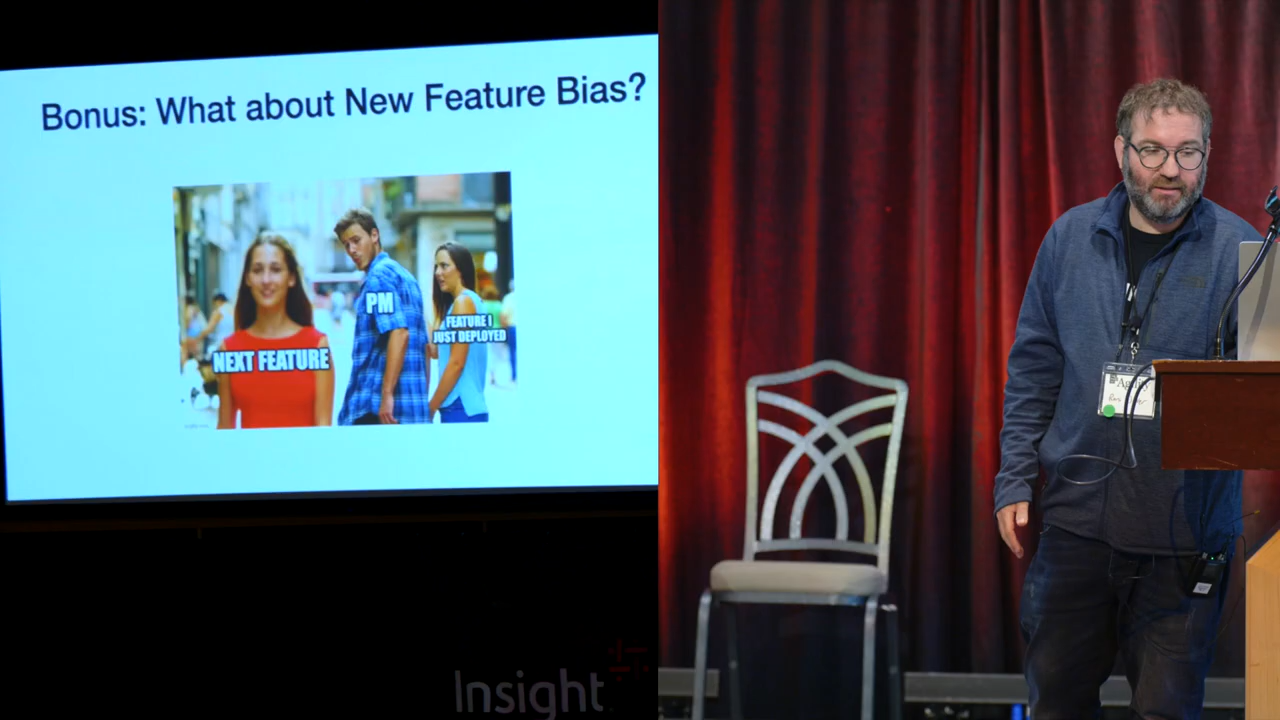 Bonus: What about New Feature Bias?
PM
FEATURE I
JUST DEPLOYED
NEXT FEATURE
Insight